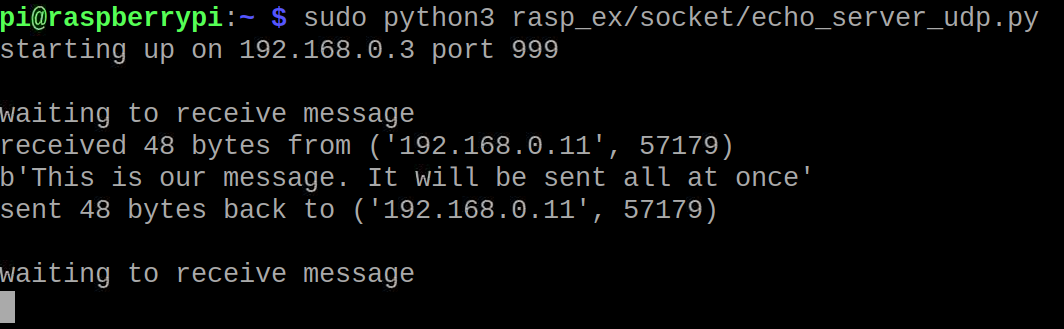 pi@raspberrypi:~ $ sudo python3 rasp_ex/socket/echo_server_udp.py
starting up on 192.168.0.3 port 999
waiting to receive message
received 48 bytes from ('192.168.0.11', 57179)
b'This is our message. It will be sent all at once'
sent 48 bytes back to ('192.168.0.11', 57179)
waiting to receive message